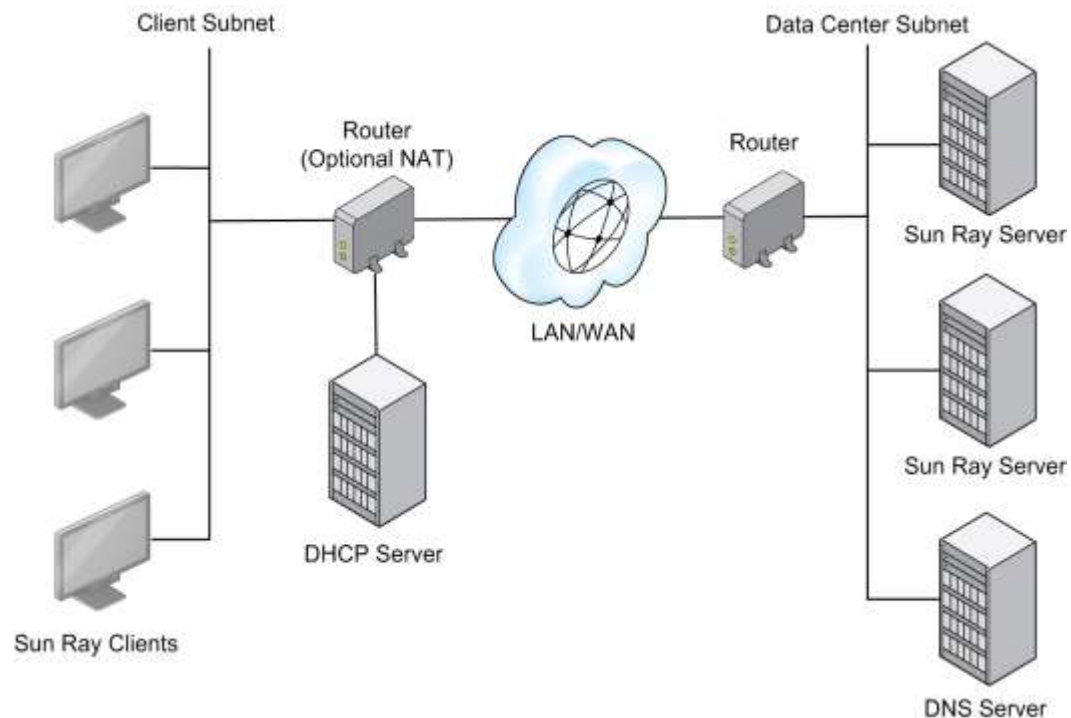 Client Subnet
Data Center Subnet
Router
(Optional NAT)
Router
Sun Ray Server
LAN/WAN
Sun Ray Server
DHCP Server
Sun Ray Clients
DNS Server